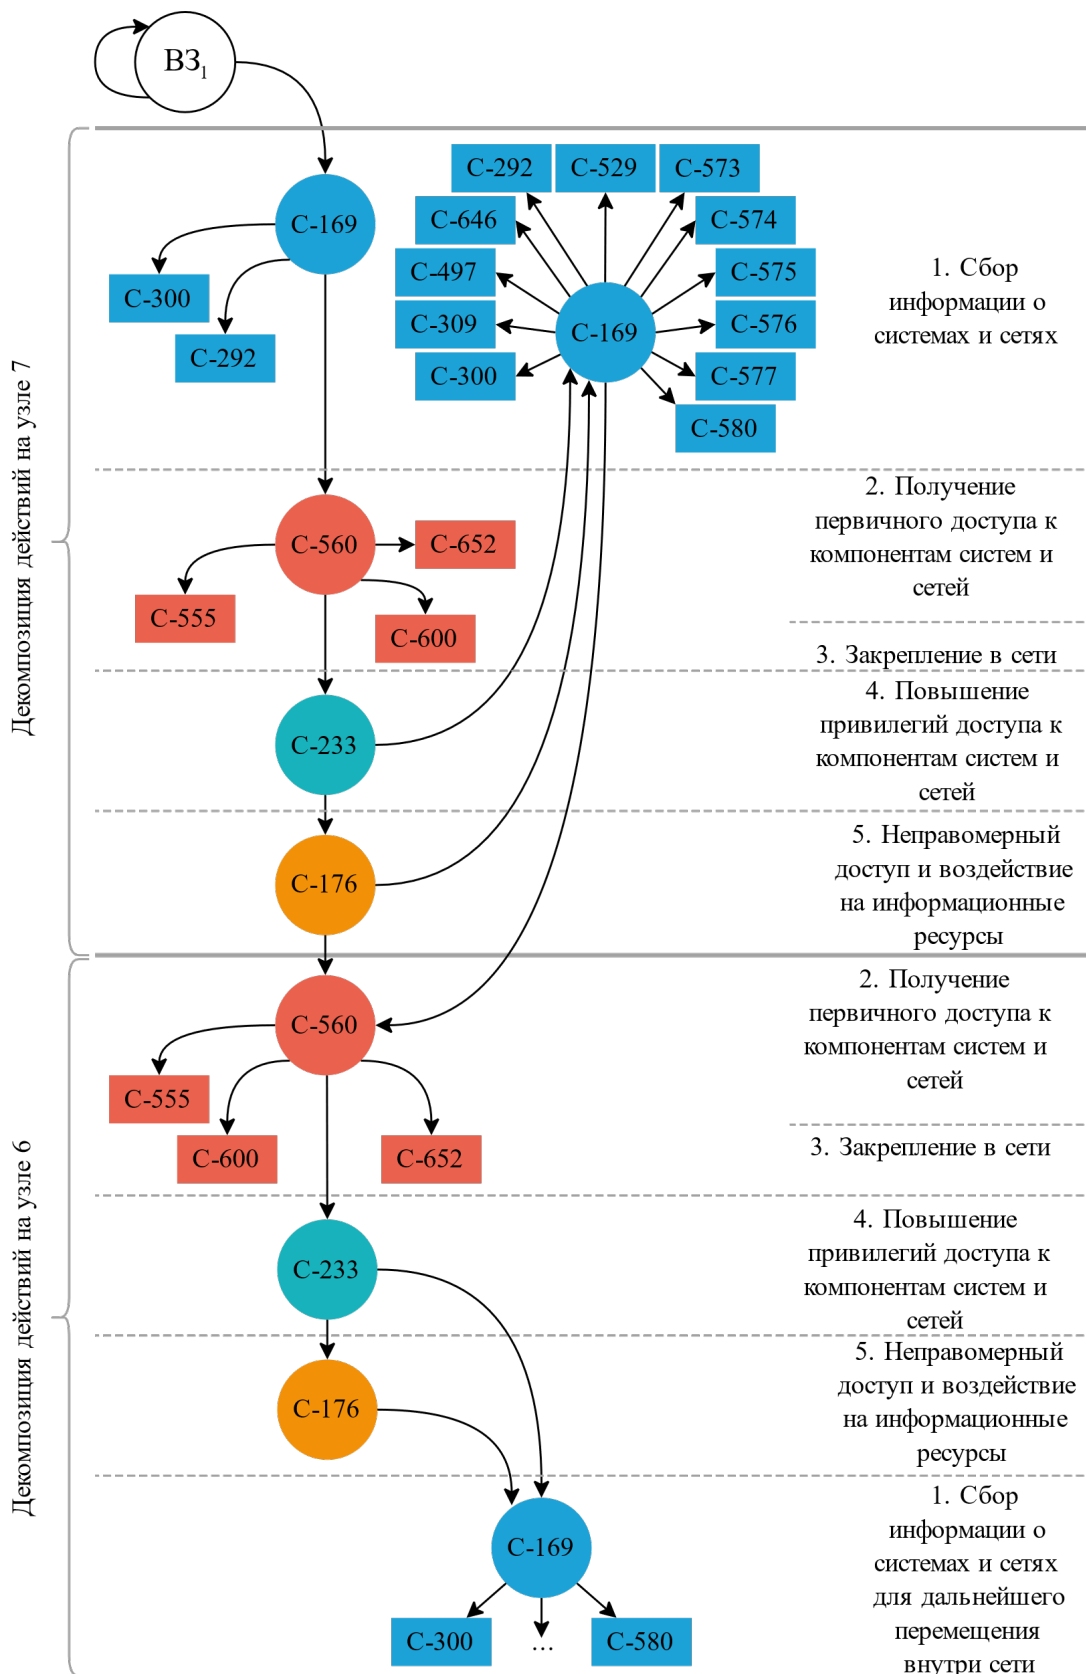 ВЗ1
Декомпозиция действий на узле 7
С-169
С-300
С-292
С-292
С-529
С-573
С-646
С-574
С-497
С-575
С-309
С-169
С-576
С-300
С-577
С-580
1. Сбор
информации о
системах и сетях
С-560
С-652
С-555
С-600
2. Получение
первичного доступа к
компонентам систем и
сетей
3. Закрепление в сети
С-233
4. Повышение
привилегий доступа к
компонентам систем и
сетей
С-176
5. Неправомерный
доступ и воздействие
на информационные
ресурсы
Декомпозиция действий на узле 6
С-560
С-555
С-600
С-652
2. Получение
первичного доступа к
компонентам систем и
сетей
3. Закрепление в сети
С-233
4. Повышение
привилегий доступа к
компонентам систем и
сетей
С-176
5. Неправомерный
доступ и воздействие
на информационные
ресурсы
С-169
С-300
...
С-580
1. Сбор
информации о
системах и сетях
для дальнейшего
перемещения
внутри сети